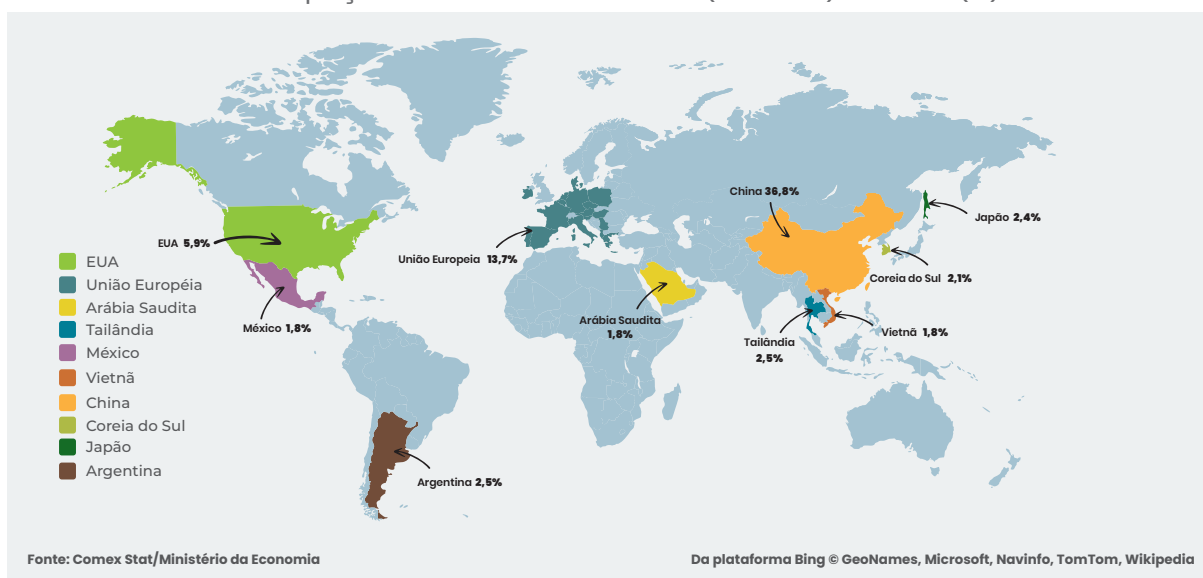 China 36,8%
Japão 2,4%
EUA 5,9%
União Europeia 13,7%
Coreia do Sul 2,1%
EUA
União Européia
Arábia Saudita
Tailândia
México
Vietnã
China
Coreia do Sul
Japão
Argentina
México 1,8%
Arábia Saudita
1,8%
Tailândia
2,5%
Vietnã 1,8%
Argentina 2,5%
Fonte: Comex Stat/Ministério da Economia
Da plataforma Bing © GeoNames, Microsoft, Navinfo, TomTom, Wikipedia